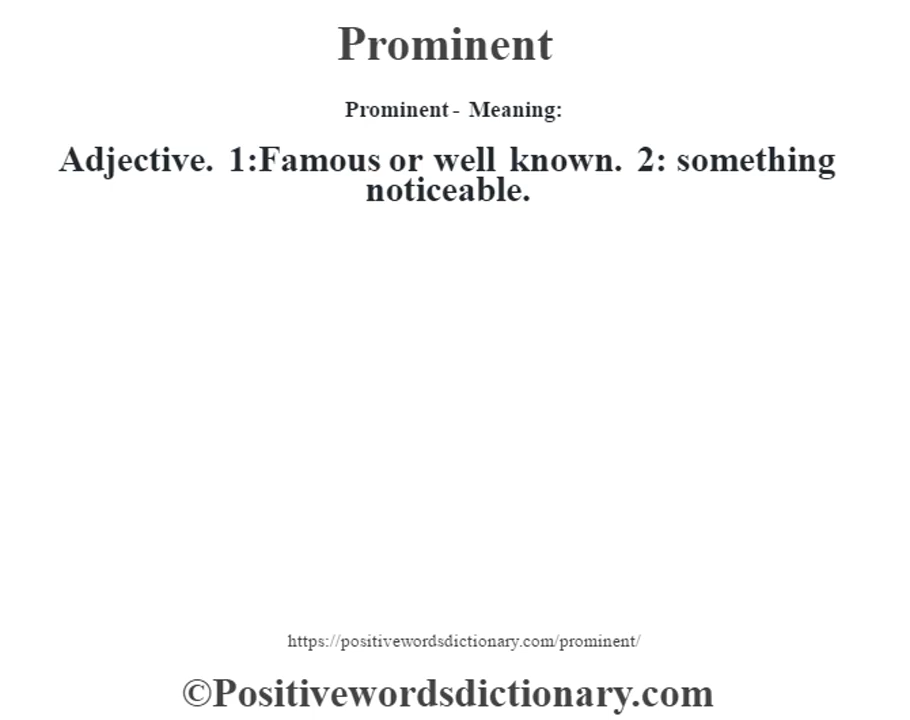 Prominent
Prominent - Meaning:
Adjective. 1:Famous or well known. 2: something
noticeable.
https://positivewordsdictionary.com/prominent/
©Positivewordsdictionary.com